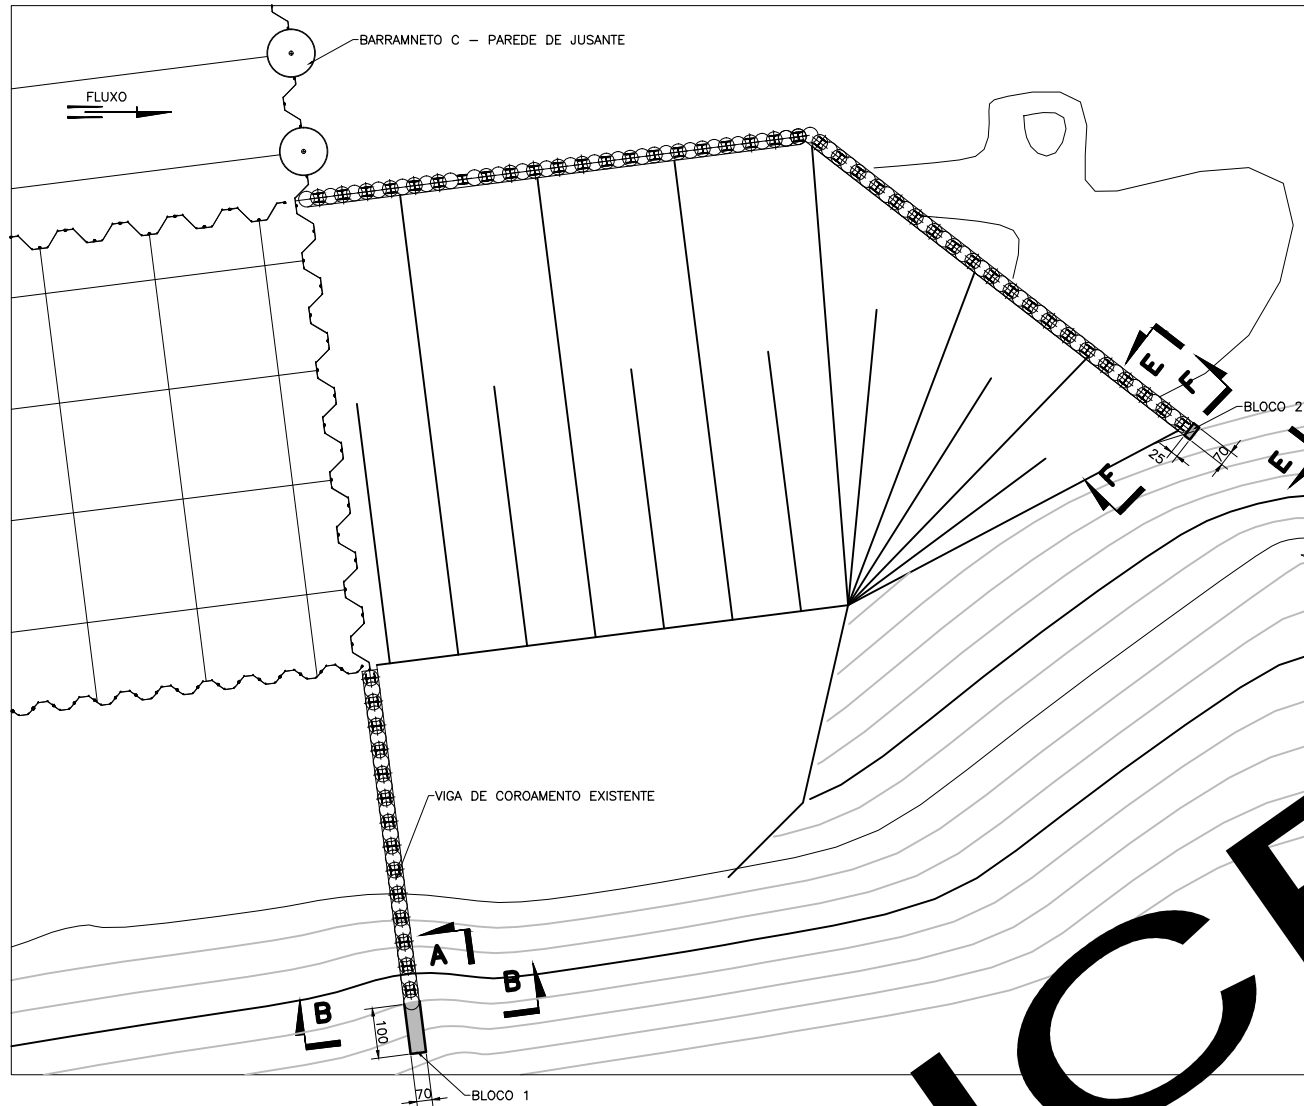 BARRAMNETO C – PAREDE DE JUSANTE
FLUXO
E
F
BLOCO 2
25
70
E
F
VIGA DE COROAMENTO EXISTENTE
A
B
B
100
70
BLOCO 1